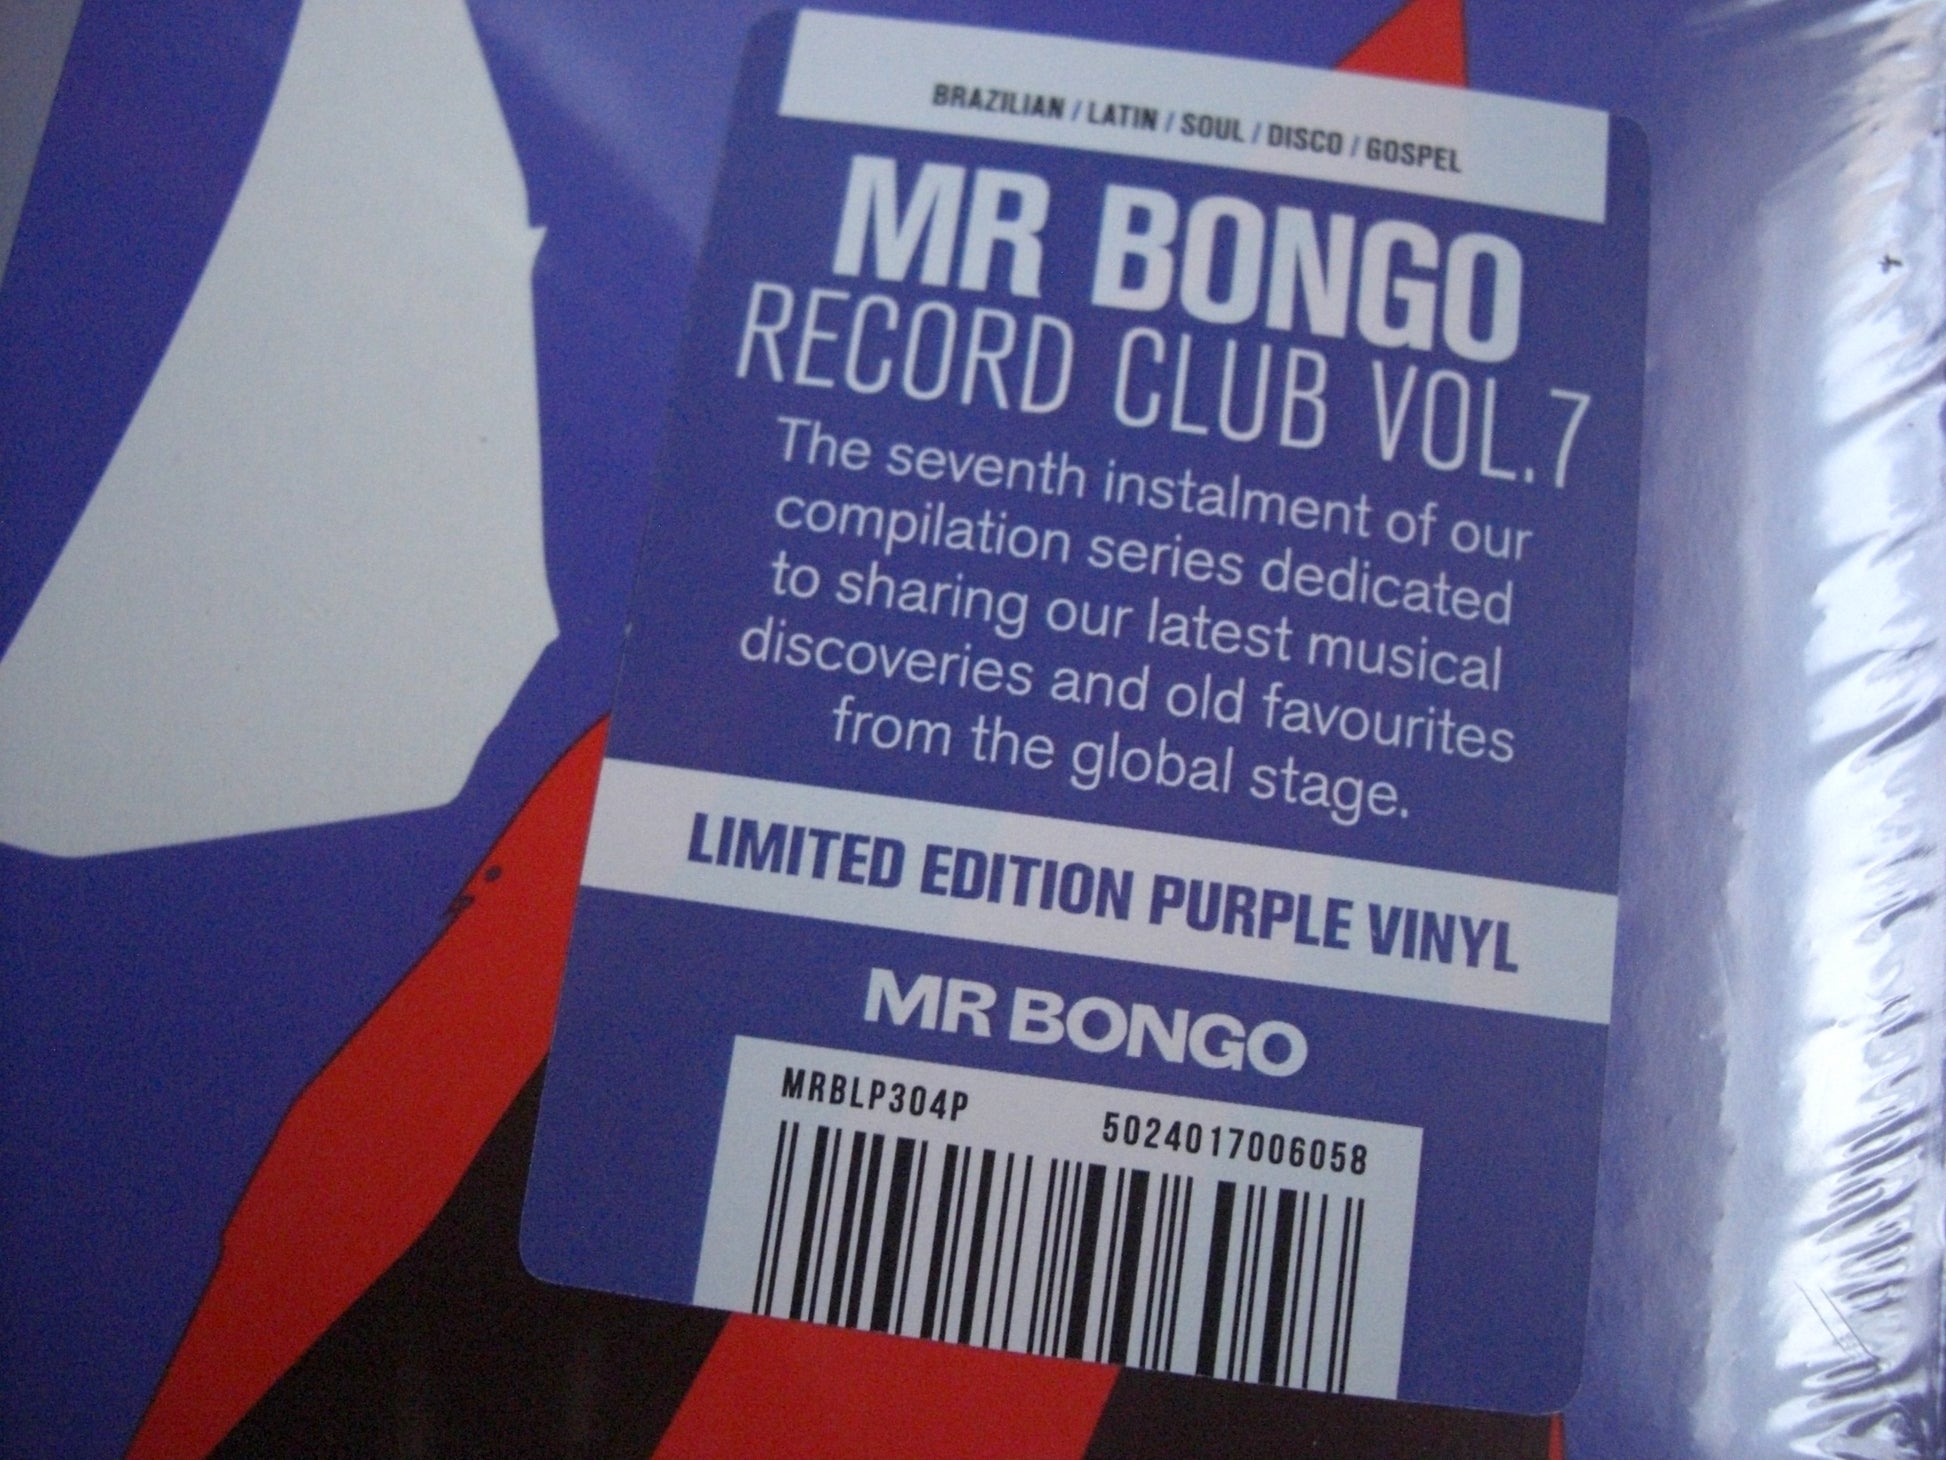 BRAZILIAN / LATIN / SOUL / DISCO / GOSPEL
MR BONGO
RECORD CLUB VOL.7
The seventh instalment of our
compilation series dedicated
to sharing our latest musical
discoveries and old favourites
from the global stage.
LIMITED EDITION PURPLE VINYL
MR BONGO
MRBLP304P
5024017006058